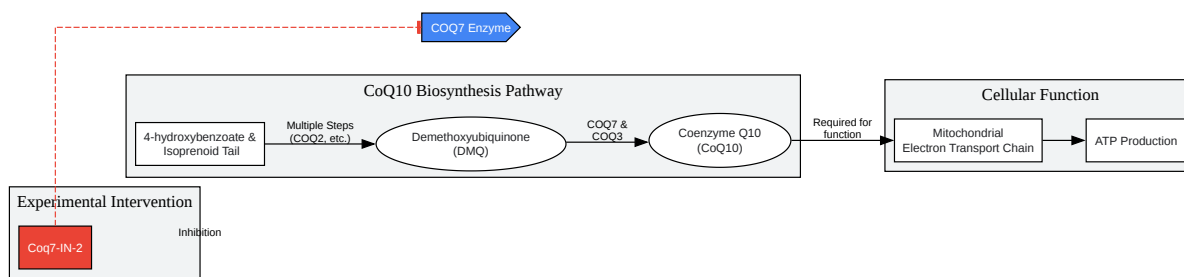 COQ7 Enzyme
CoQ10 Biosynthesis Pathway
4-hydroxybenzoate &
Isoprenoid Tail
Multiple Steps
(COQ2, etc.)
Demethoxyubiquinone
(DMQ)
COQ7 &
COQ3
Coenzyme Q10
(CoQ10)
Required for
function
Cellular Function
Mitochondrial
Electron Transport Chain
ATP Production
Experimental Intervention
Coq7-IN-2
Inhibition